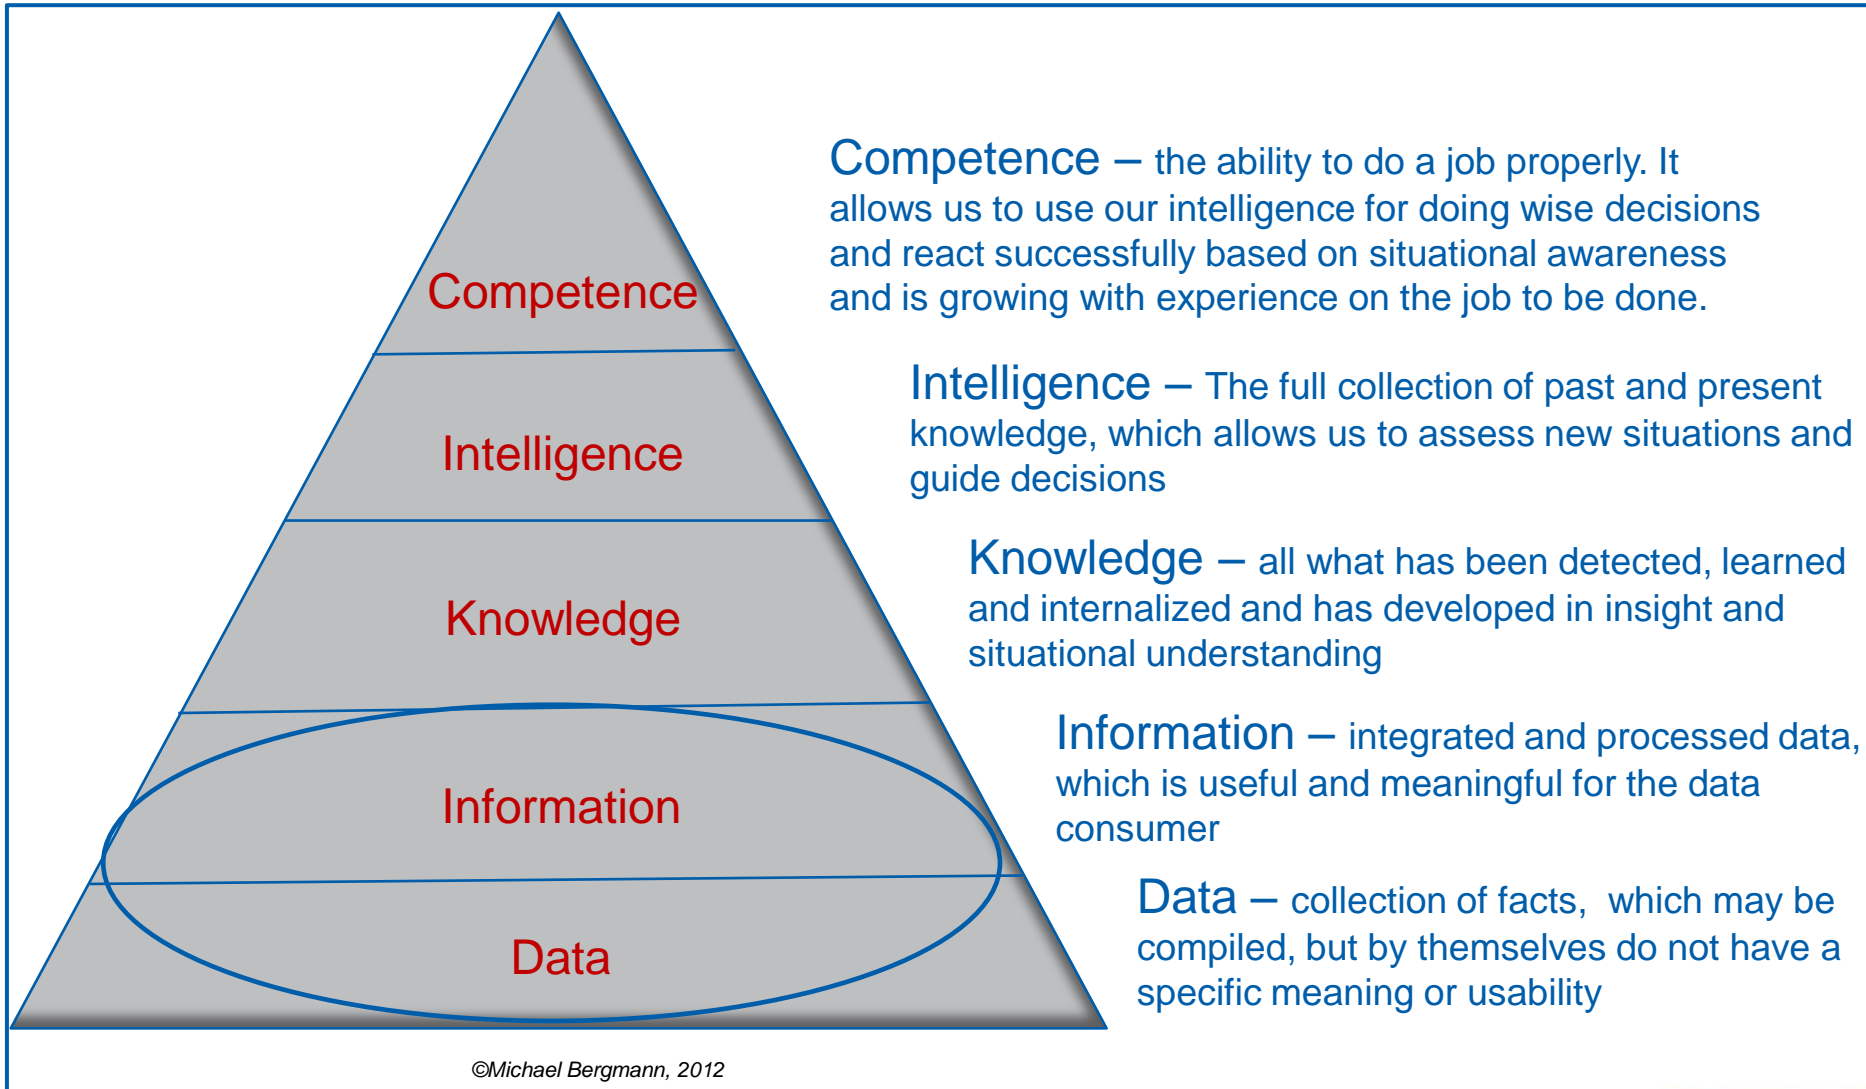 Competence – the ability to do a job properly. It
allows us to use our intelligence for doing wise decisions
and react successfully based on situational awareness
and is growing with experience on the job to be done.
Competence
Intelligence – The full collection of past and present
knowledge, which allows us to assess new situations and
guide decisions
Intelligence
Knowledge – all what has been detected, learned
and internalized and has developed in insight and
situational understanding
Knowledge
Information – integrated and processed data,
which is useful and meaningful for the data
consumer
Information
Data – collection of facts,  which may be
compiled, but by themselves do not have a
specific meaning or usability
Data
©Michael Bergmann, 2012